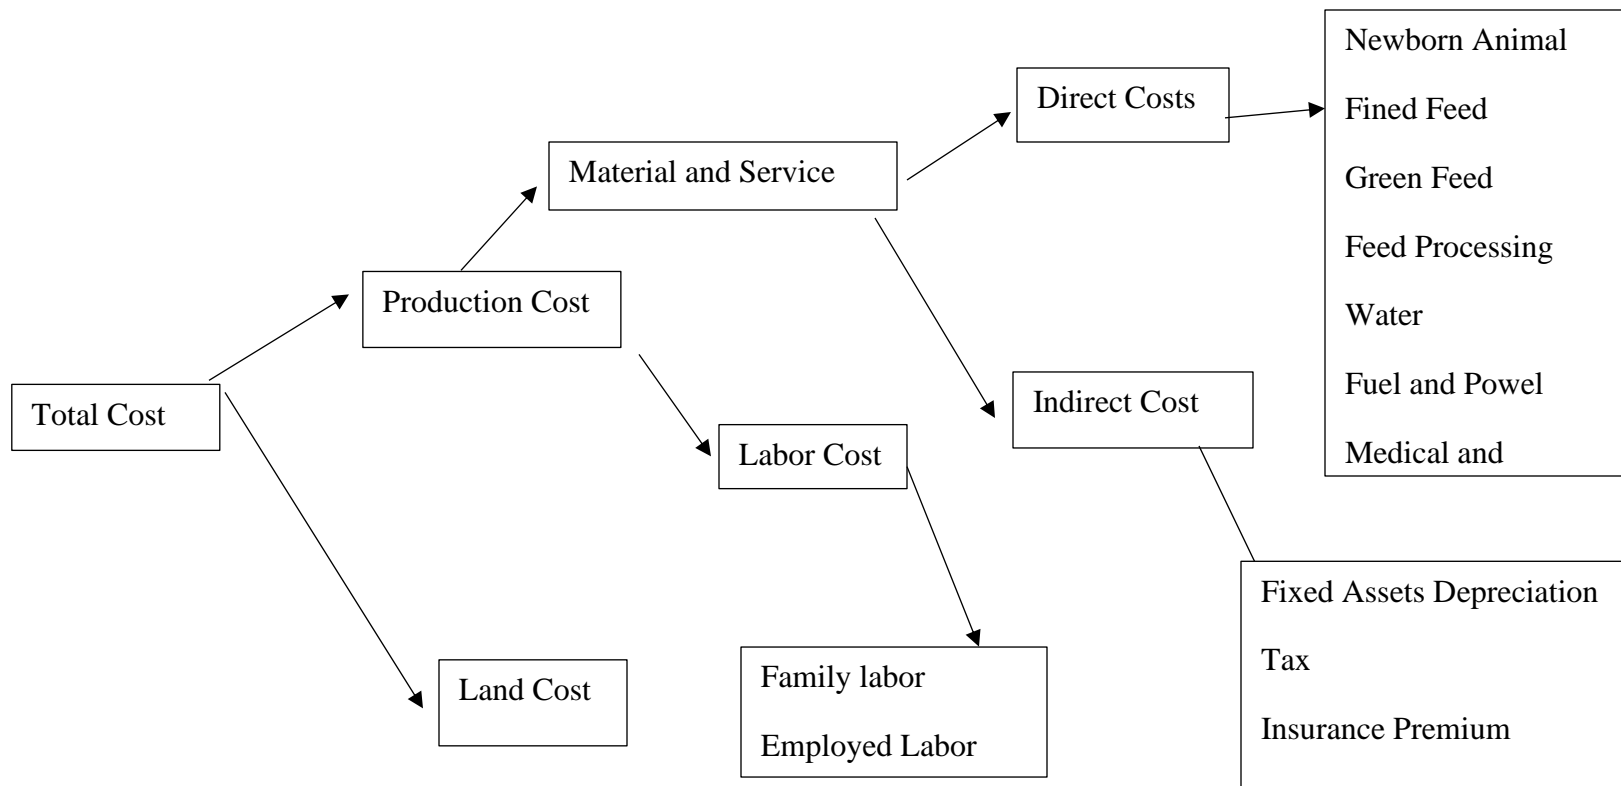 Newborn Animal
Fined Feed
Green Feed
Feed Processing
Water
Fuel and Powel
Medical and
Direct Costs
Material and Service
Production Cost
Total Cost
Indirect Cost
Labor Cost
Land Cost
Family labor
Employed Labor
Fixed Assets Depreciation
Tax
Insurance Premium